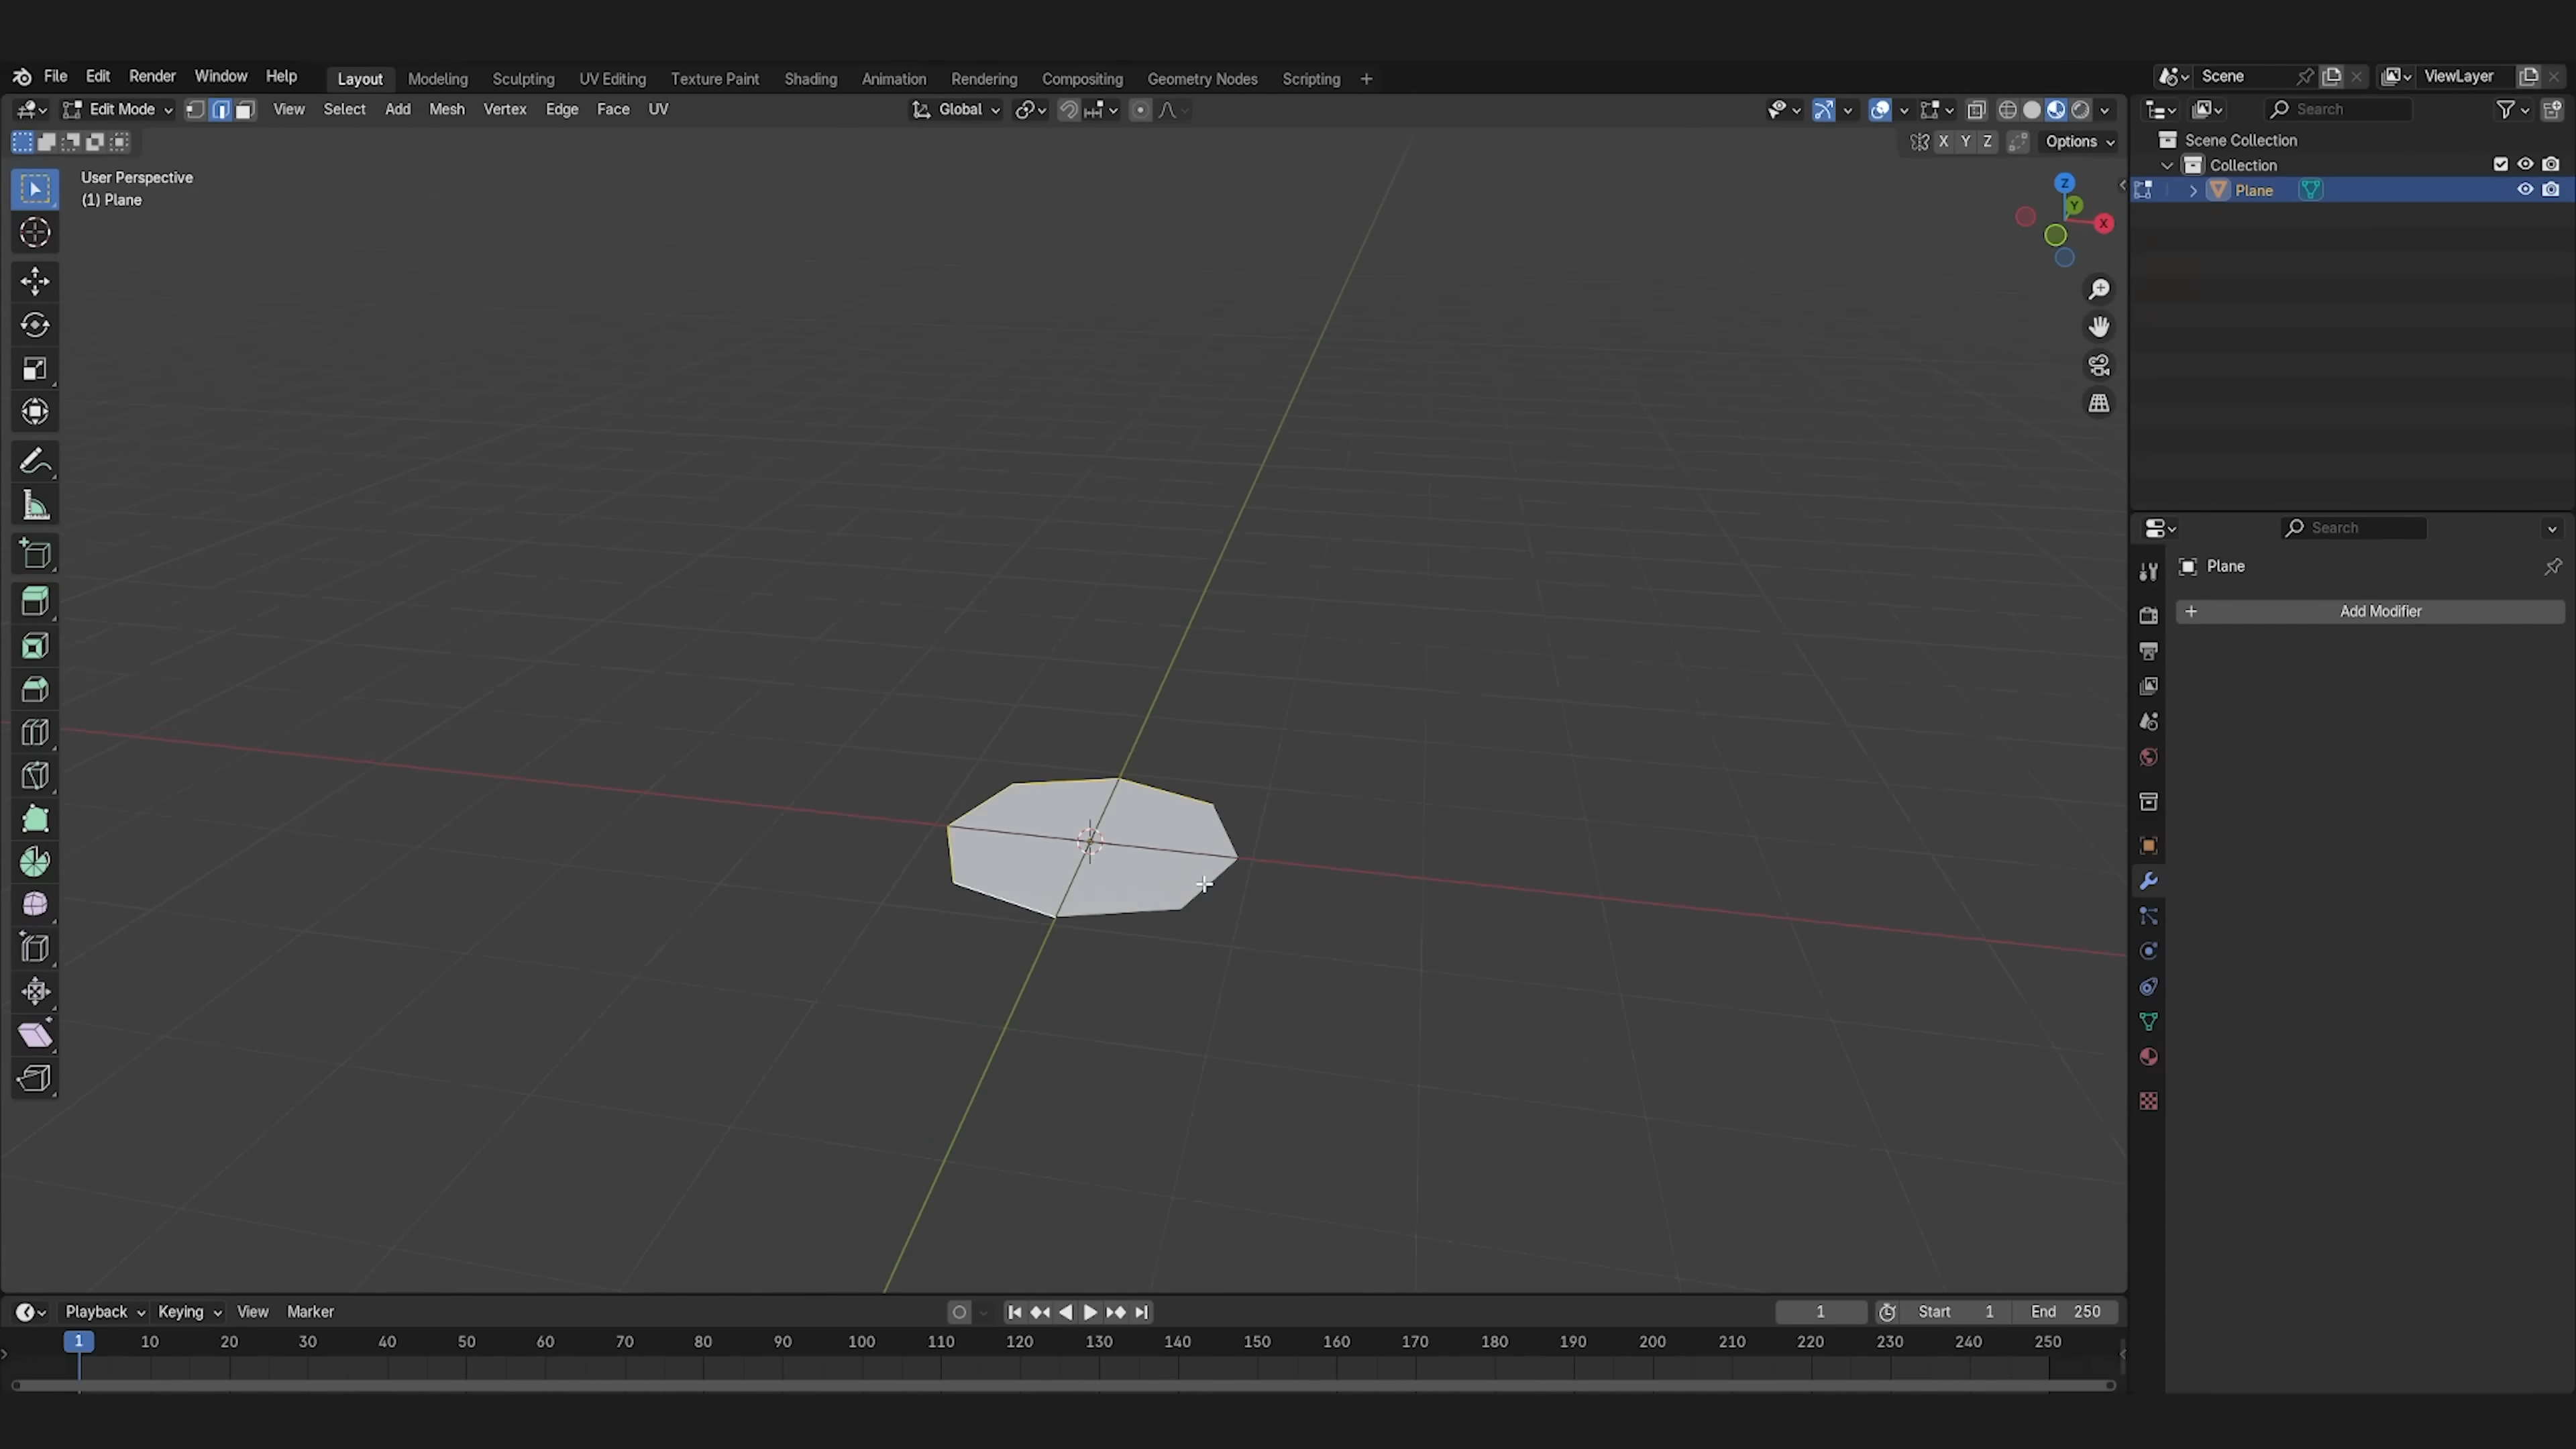 File Edit Render Window Help Layout Modeling Sculpting UV Editing Texture Paint Shading Animation Rendering Compositing Geometry Nodes Scripting + Scene ViewLayer
Edit Mode View Select Add Mesh Vertex Edge Face UV Global Search
X Y Z Options
Scene Collection
Collection
Plane
User Perspective
(1) Plane
Z
Y
X
Search
Plane
+ Add Modifier
Playback Keying View Marker 1 Start 1 End 250
1 10 20 30 40 50 60 70 80 90 100 110 120 130 140 150 160 170 180 190 200 210 220 230 240 250